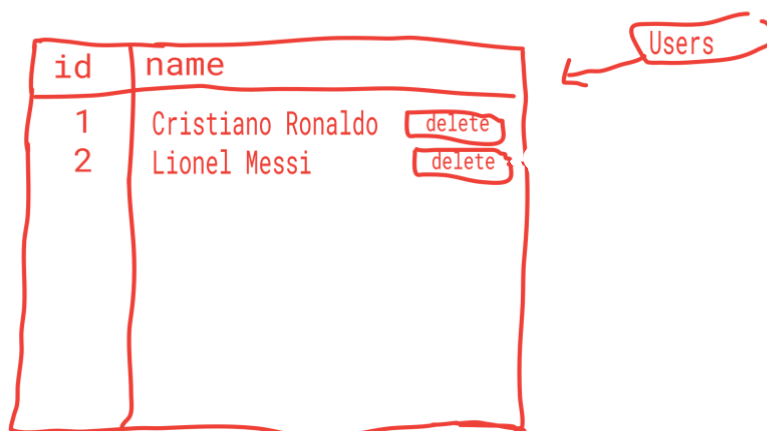 Users
id name
1 Cristiano Ronaldo delete
2 Lionel Messi delete